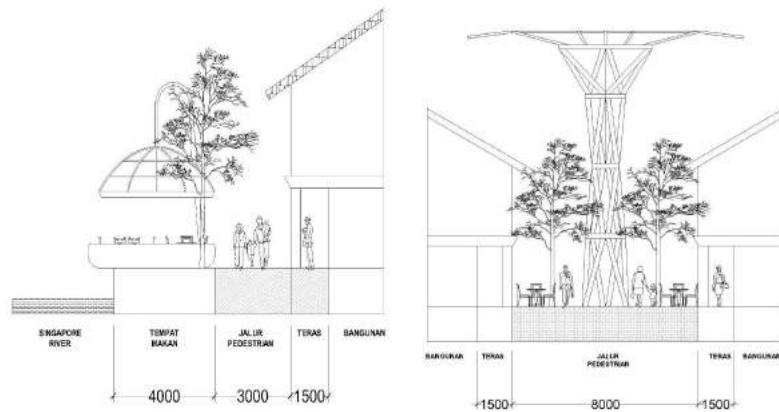 SINGAPORE RIVER
TEMPAT MAKAN
JALUR PEDESTRIAN
TERAS
BANGUNAN
4000
3000
1500
BANGUNAN
TERAS
JALUR PEDESTRIAN
TERAS
BANGUNAN
1500
8000
1500